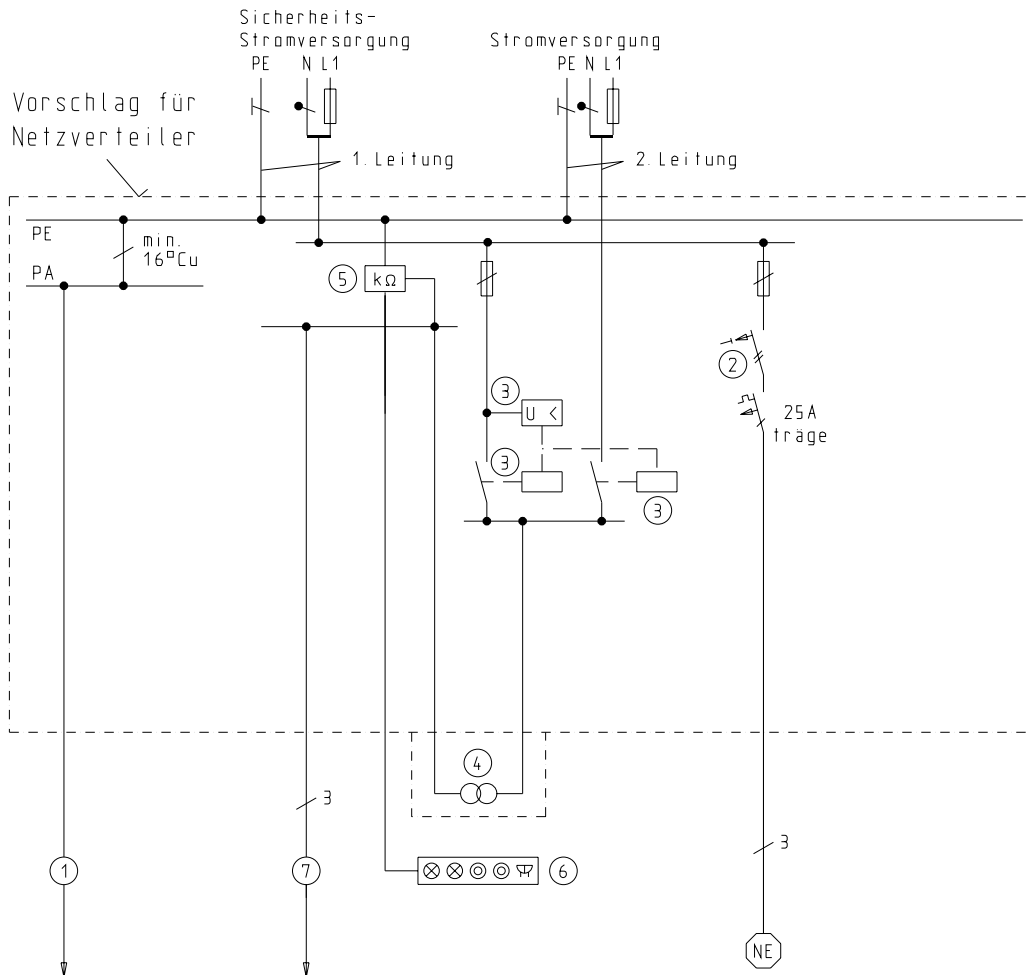 Sicherheits-
Stromversorgung
PE N L1
Stromversorgung
PE N L1
Vorschlag für
Netzverteiler
1. Leitung
2. Leitung
PE
min.
16□Cu
PA
5
kΩ
2
3
U <
25A
träge
3
3
4
3
3
1
7
6
NE